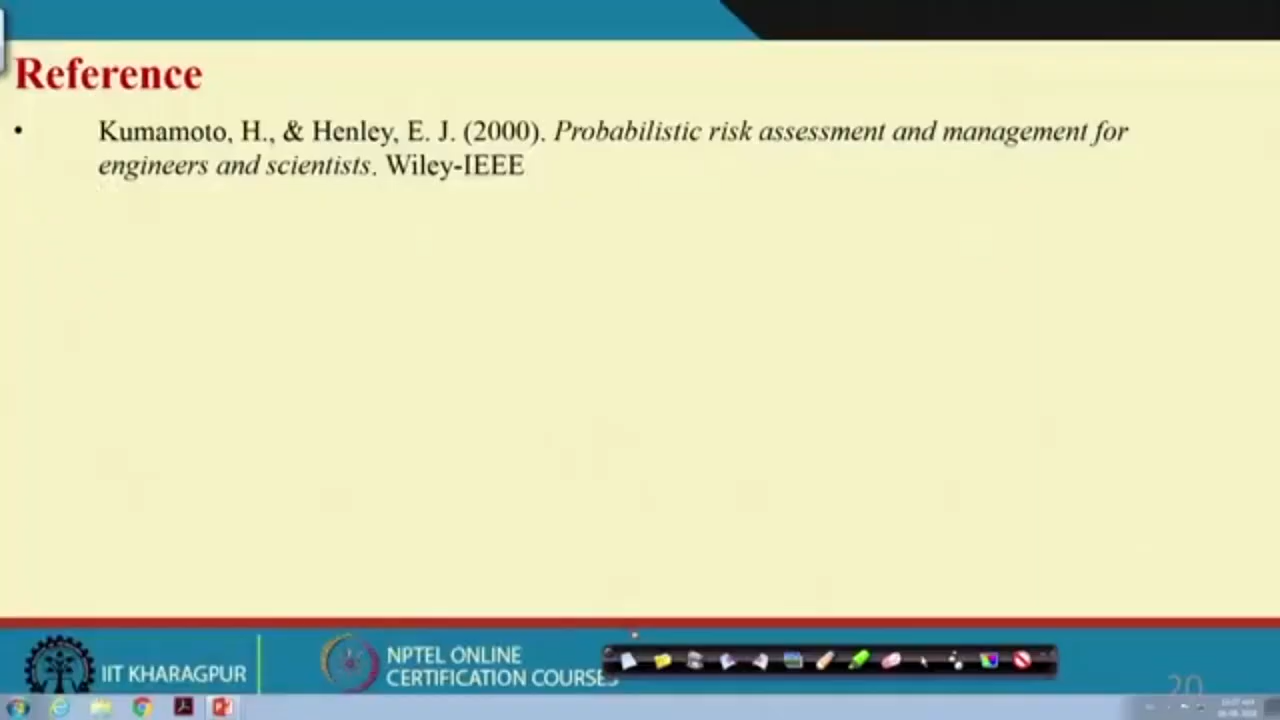 Reference
• Kumamoto, H., & Henley, E. J. (2000). Probabilistic risk assessment and management for
engineers and scientists. Wiley-IEEE
IIT KHARAGPUR
NPTEL ONLINE
CERTIFICATION COURSES
20